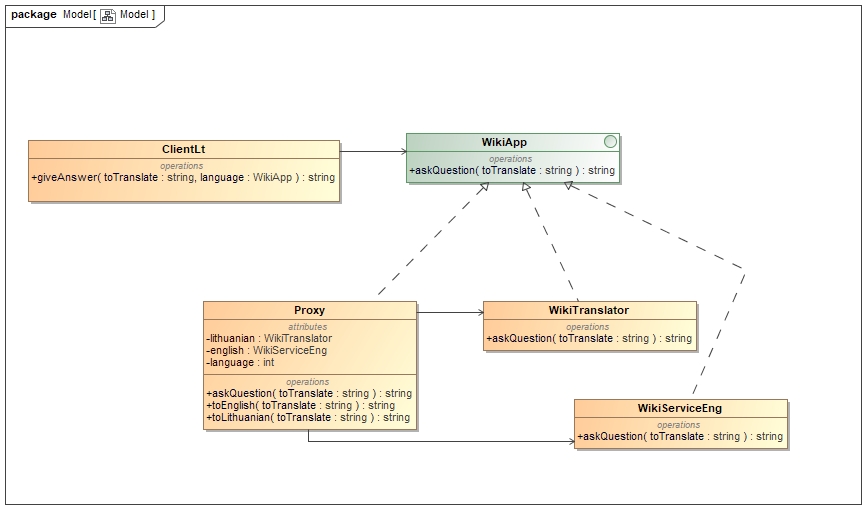 package Model[ Model ]
ClientLt
operations
+giveAnswer( toTranslate : string, language : WikiApp ) : string
WikiApp
operations
+askQuestion( toTranslate : string ) : string
Proxy
attributes
-lithuanian : WikiTranslator
-english : WikiServiceEng
-language : int
operations
+askQuestion( toTranslate : string ) : string
+toEnglish( toTranslate : string ) : string
+toLithuanian( toTranslate : string ) : string
WikiTranslator
operations
+askQuestion( toTranslate : string ) : string
WikiServiceEng
operations
+askQuestion( toTranslate : string ) : string